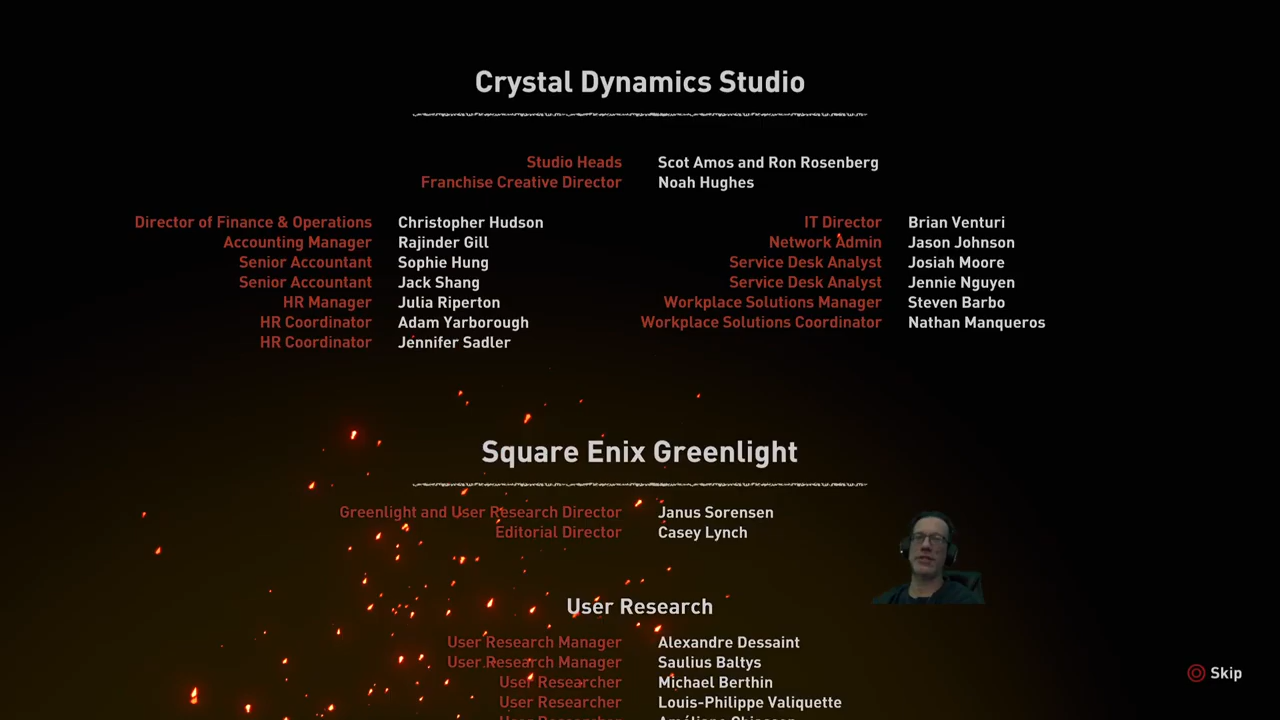 Crystal Dynamics Studio
Studio Heads Scot Amos and Ron Rosenberg
Franchise Creative Director Noah Hughes
Director of Finance & Operations Christopher Hudson
Accounting Manager Rajinder Gill
Senior Accountant Sophie Hung
Senior Accountant Jack Shang
HR Manager Julia Riperton
HR Coordinator Adam Yarborough
HR Coordinator Jennifer Sadler
IT Director Brian Venturi
Network Admin Jason Johnson
Service Desk Analyst Josiah Moore
Service Desk Analyst Jennie Nguyen
Workplace Solutions Manager Steven Barbo
Workplace Solutions Coordinator Nathan Manqueros
Square Enix Greenlight
Greenlight and User Research Director Janus Sorensen
Editorial Director Casey Lynch
User Research
User Research Manager Alexandre Dessaint
User Research Manager Saulius Baltys
User Researcher Michael Berthin
User Researcher Louis-Philippe Valiquette
Skip